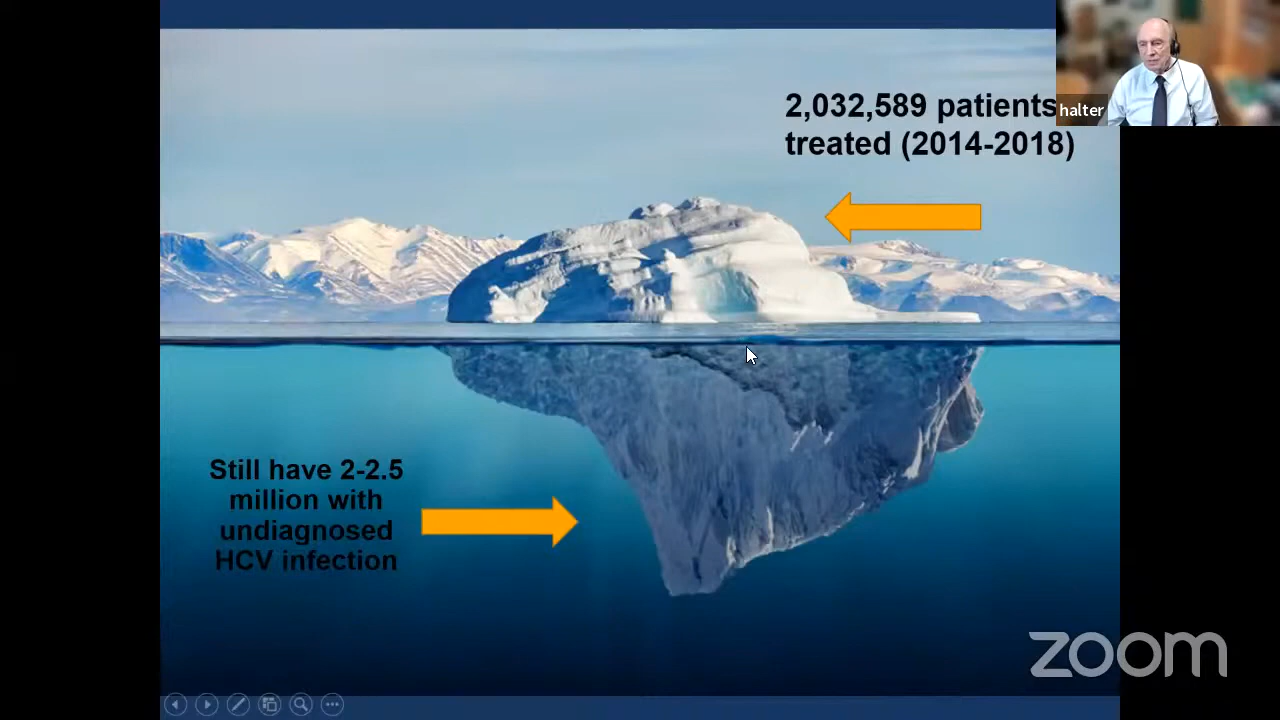 2,032,589 patients
treated (2014-2018)
halter
Still have 2-2.5
million with
undiagnosed
HCV infection
zoom